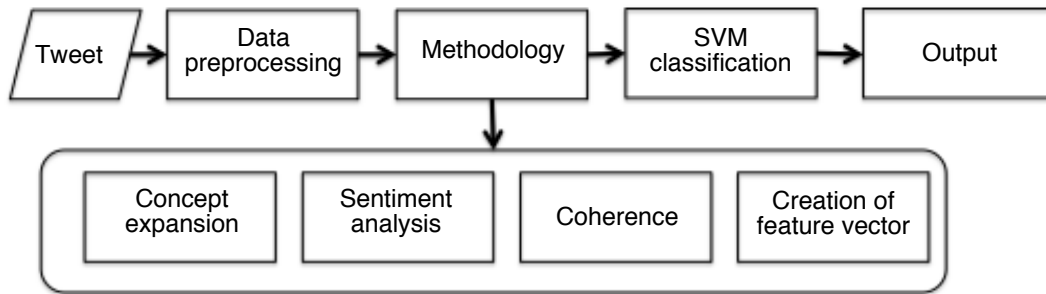 Tweet
Data
preprocessing
Methodology
SVM
classification
Output
Concept
expansion
Sentiment
analysis
Coherence
Creation of
feature vector